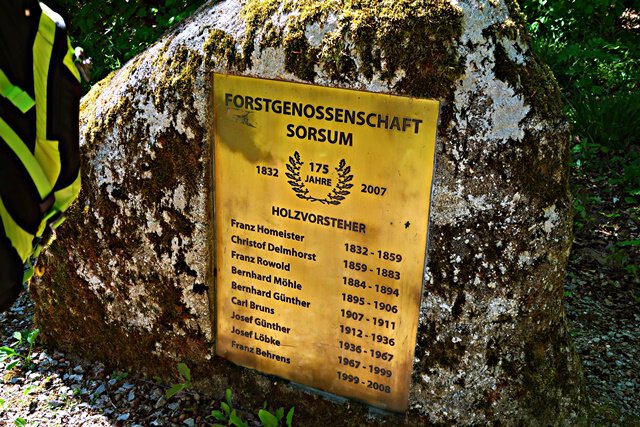 FORSTGENOSSENSCHAFT
SORSUM
1832 175 JAHRE 2007
HOLZVORSTEHER
Franz Homeister 1832 - 1859
Christof Delmhorst 1859 - 1883
Franz Rowold 1884 - 1894
Bernhard Möhle 1895 - 1906
Bernhard Günther 1907 - 1911
Carl Bruns 1912 - 1936
Josef Günther 1936 - 1967
Josef Löbke 1967 - 1999
Franz Behrens 1999 - 2008